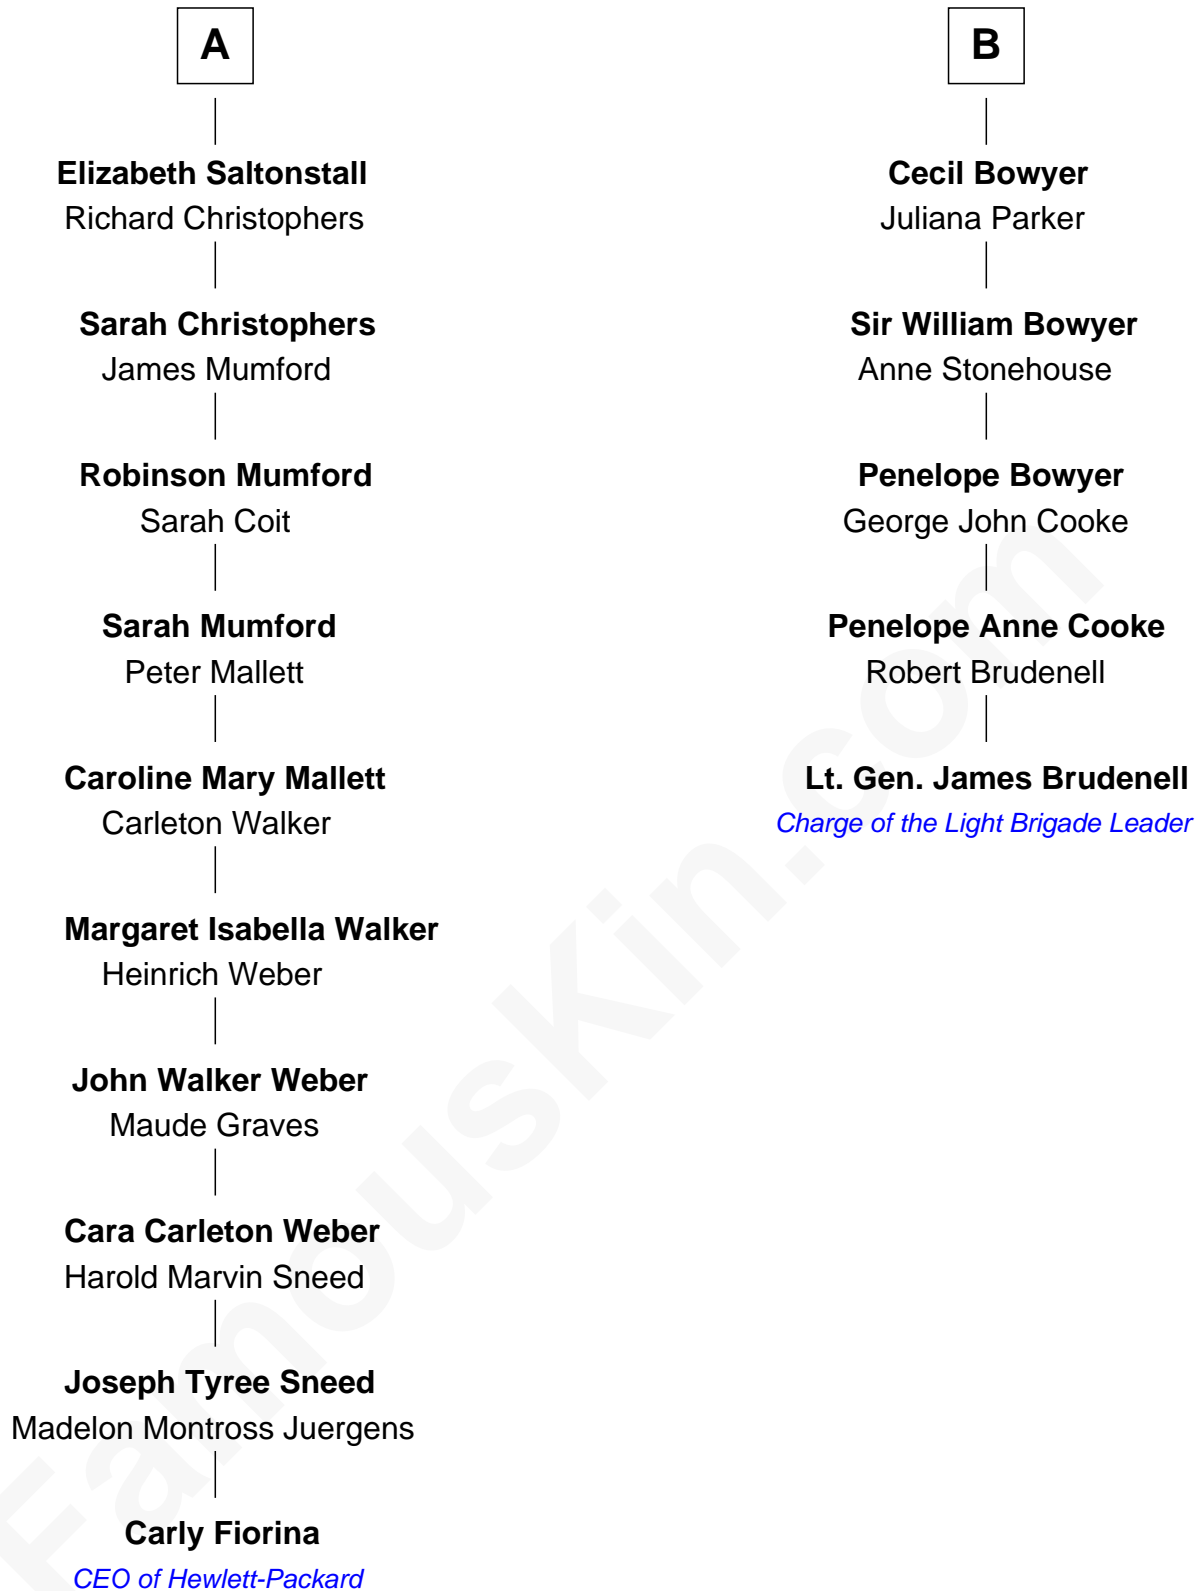 A
Elizabeth Saltonstall
Richard Christophers
Sarah Christophers
James Mumford
Robinson Mumford
Sarah Coit
Sarah Mumford
Peter Mallett
Caroline Mary Mallett
Carleton Walker
Margaret Isabella Walker
Heinrich Weber
John Walker Weber
Maude Graves
Cara Carleton Weber
Harold Marvin Sneed
Joseph Tyree Sneed
Madelon Montross Juergens
Carly Fiorina
CEO of Hewlett-Packard
B
Cecil Bowyer
Juliana Parker
Sir William Bowyer
Anne Stonehouse
Penelope Bowyer
George John Cooke
Penelope Anne Cooke
Robert Brudenell
Lt. Gen. James Brudenell
Charge of the Light Brigade Leader
FamousKin.com